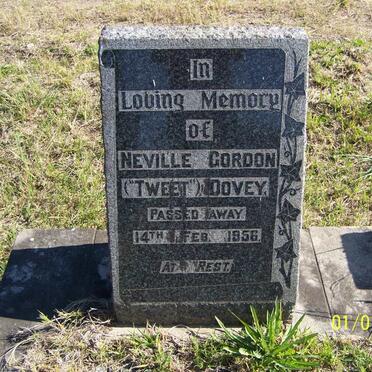 In
Loving Memory
of
NEVILLE GORDON
("TWEET") DOVEY
PASSED AWAY
14TH FEB. 1956
AT REST
01/0